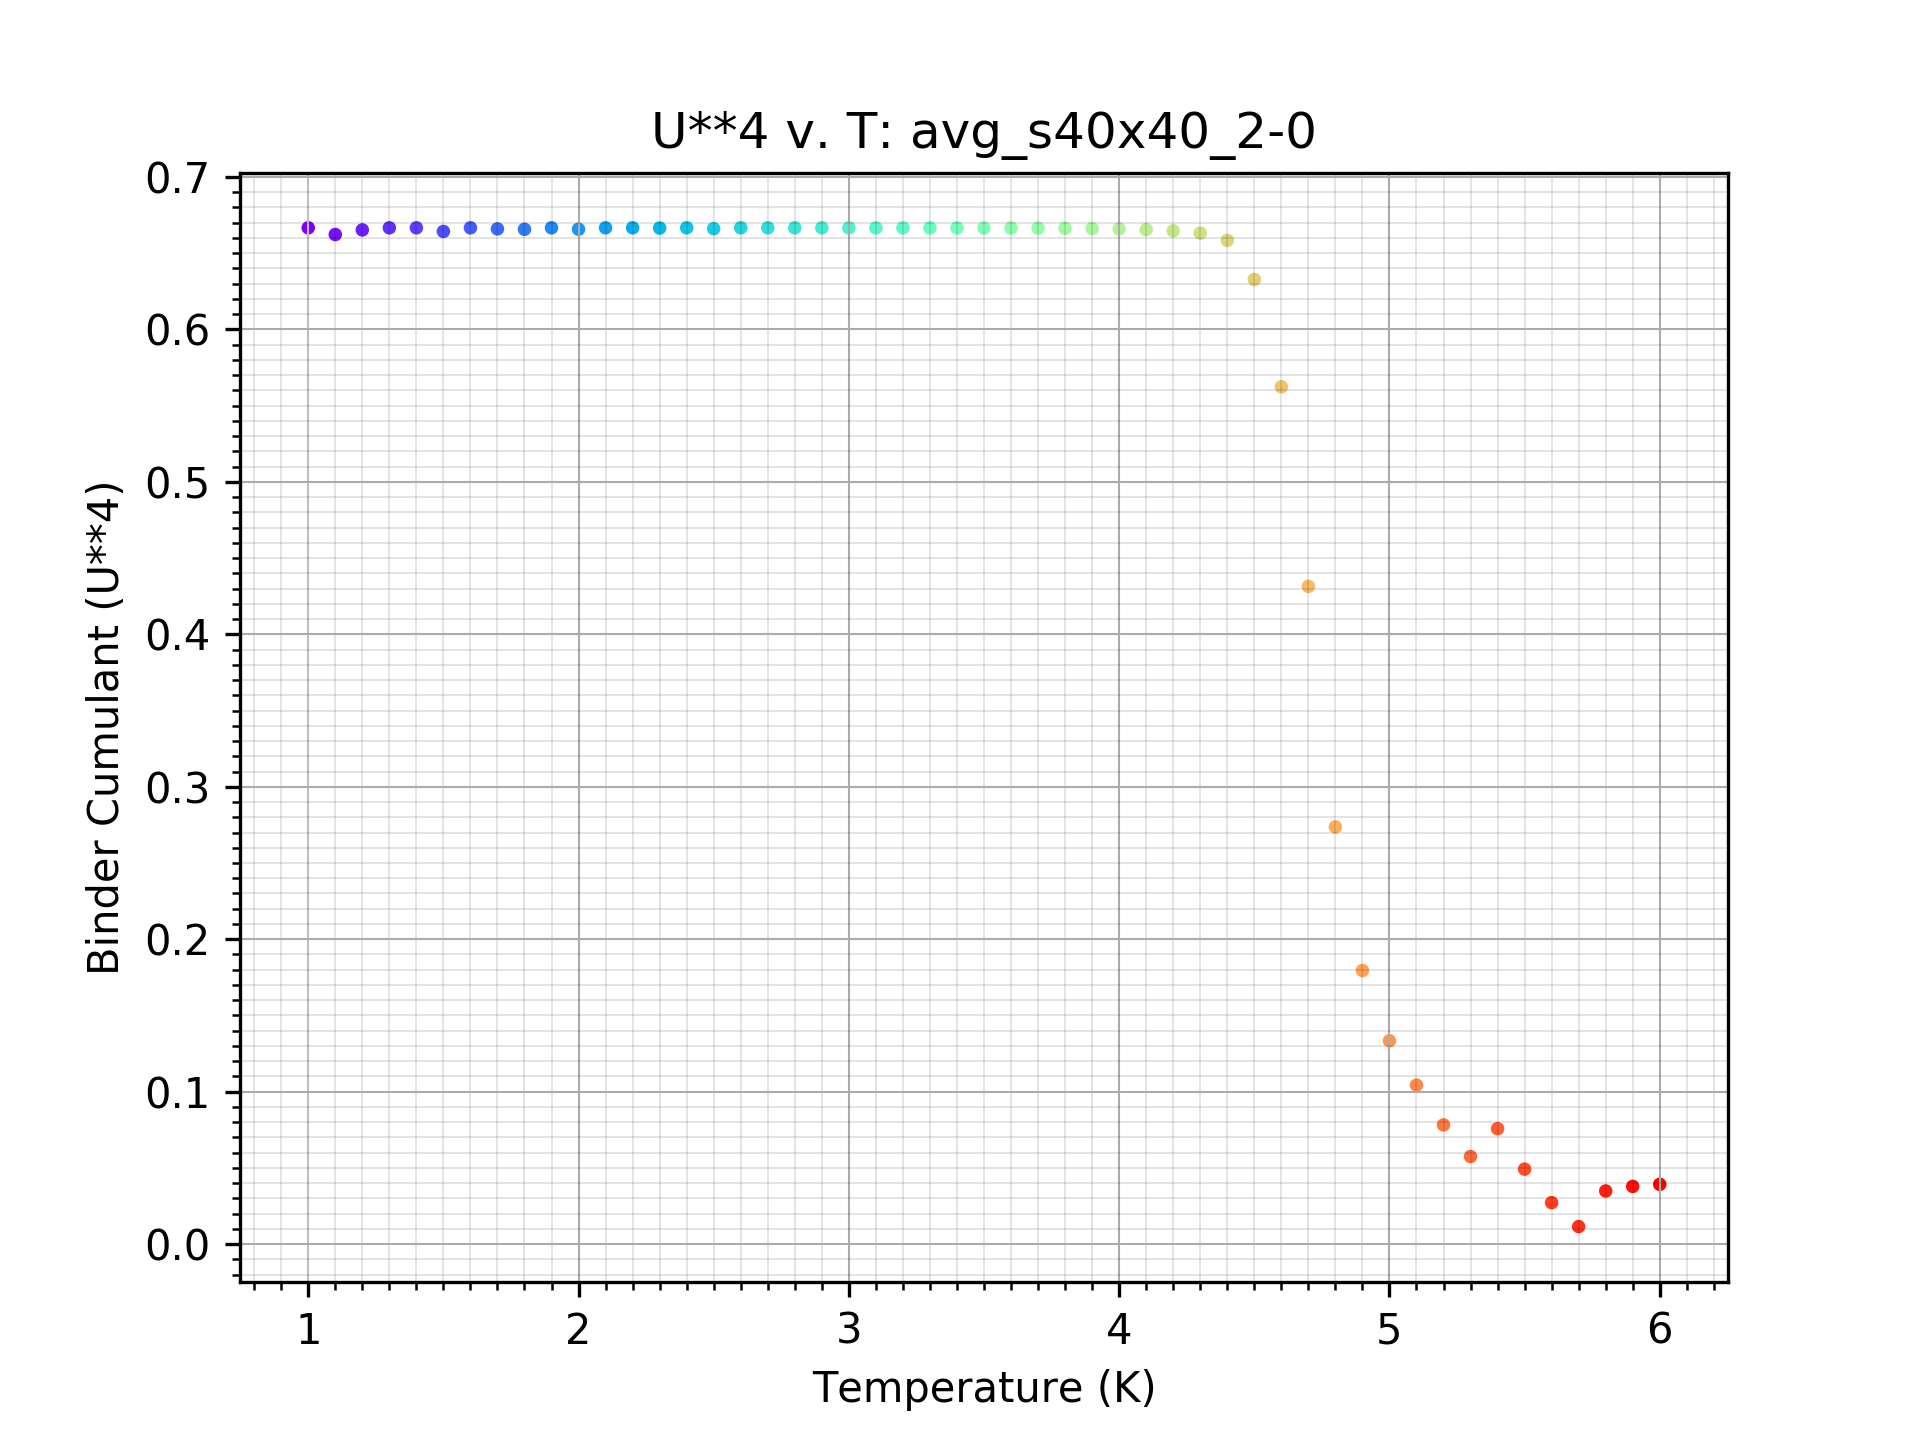 U**4 v. T: avg_s40x40_2-0
0.7
0.6
0.5
0.4
0.3
0.2
0.1
0.0
Binder Cumulant (U**4)
1 2 3 4 5 6
Temperature (K)